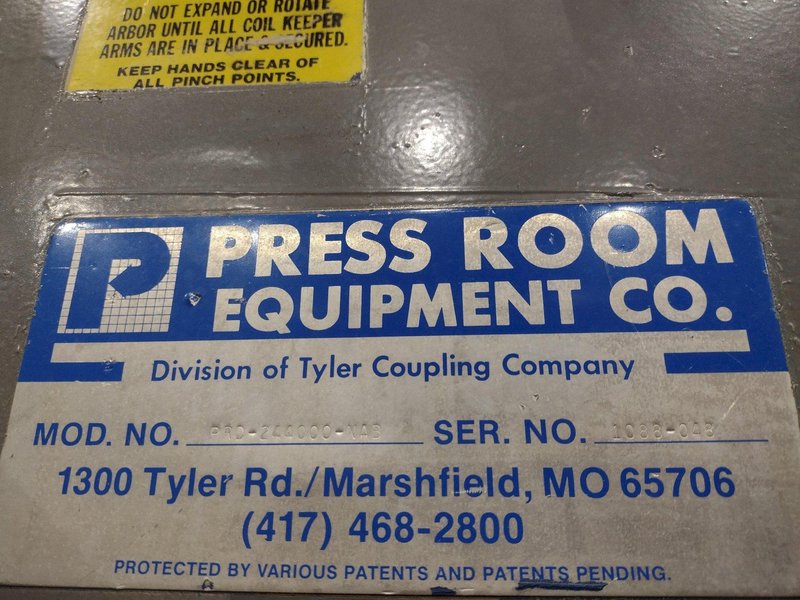 DO NOT EXPAND OR ROTATE
ARBOR UNTIL ALL COIL KEEPER
ARMS ARE IN PLACE & SECURED.
KEEP HANDS CLEAR OF
ALL PINCH POINTS.
P
PRESS ROOM
EQUIPMENT CO.
Division of Tyler Coupling Company
MOD. NO. SER. NO. 1088-048
1300 Tyler Rd./Marshfield, MO 65706
(417) 468-2800
PROTECTED BY VARIOUS PATENTS AND PATENTS PENDING.